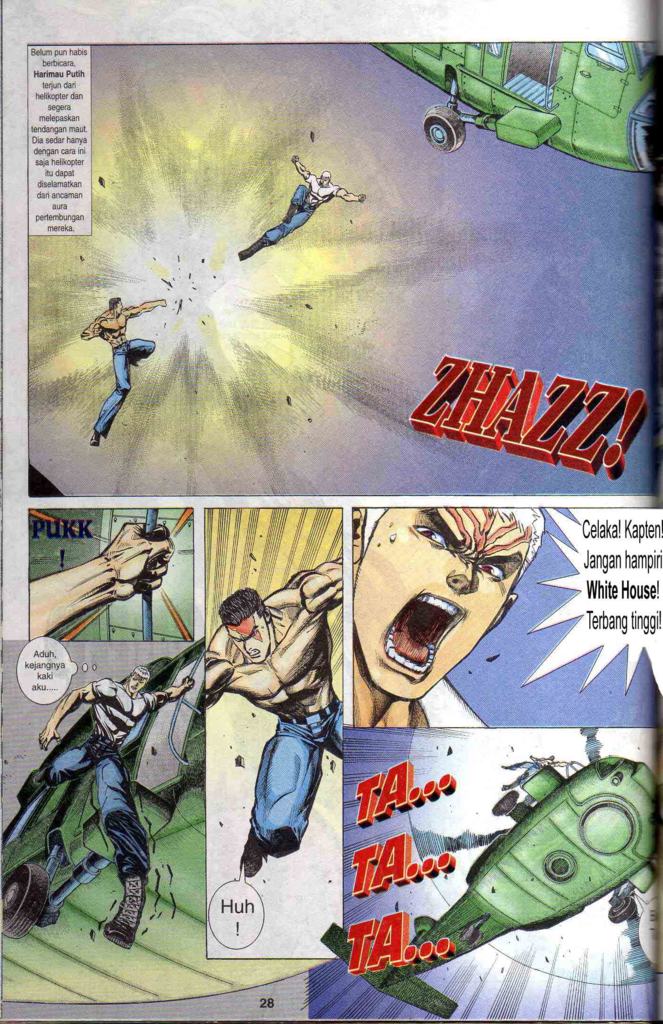 Belum pun habis
berbicara,
Harimau Putih
terjun dari
helikopter dan
segera
melepaskan
tendangan maut.
Dia sedar hanya
dengan cara ini
saja helikopter
itu dapat
diselamatkan
dari ancaman
aura
pertembungan
mereka.
ZHAZZ!
PUKK
!
Aduh,
kejangnya
kaki
aku.....
Huh
!
Celaka! Kapten!
Jangan hampiri
White House!
Terbang tinggi!
TA...
TA...
TA...
28